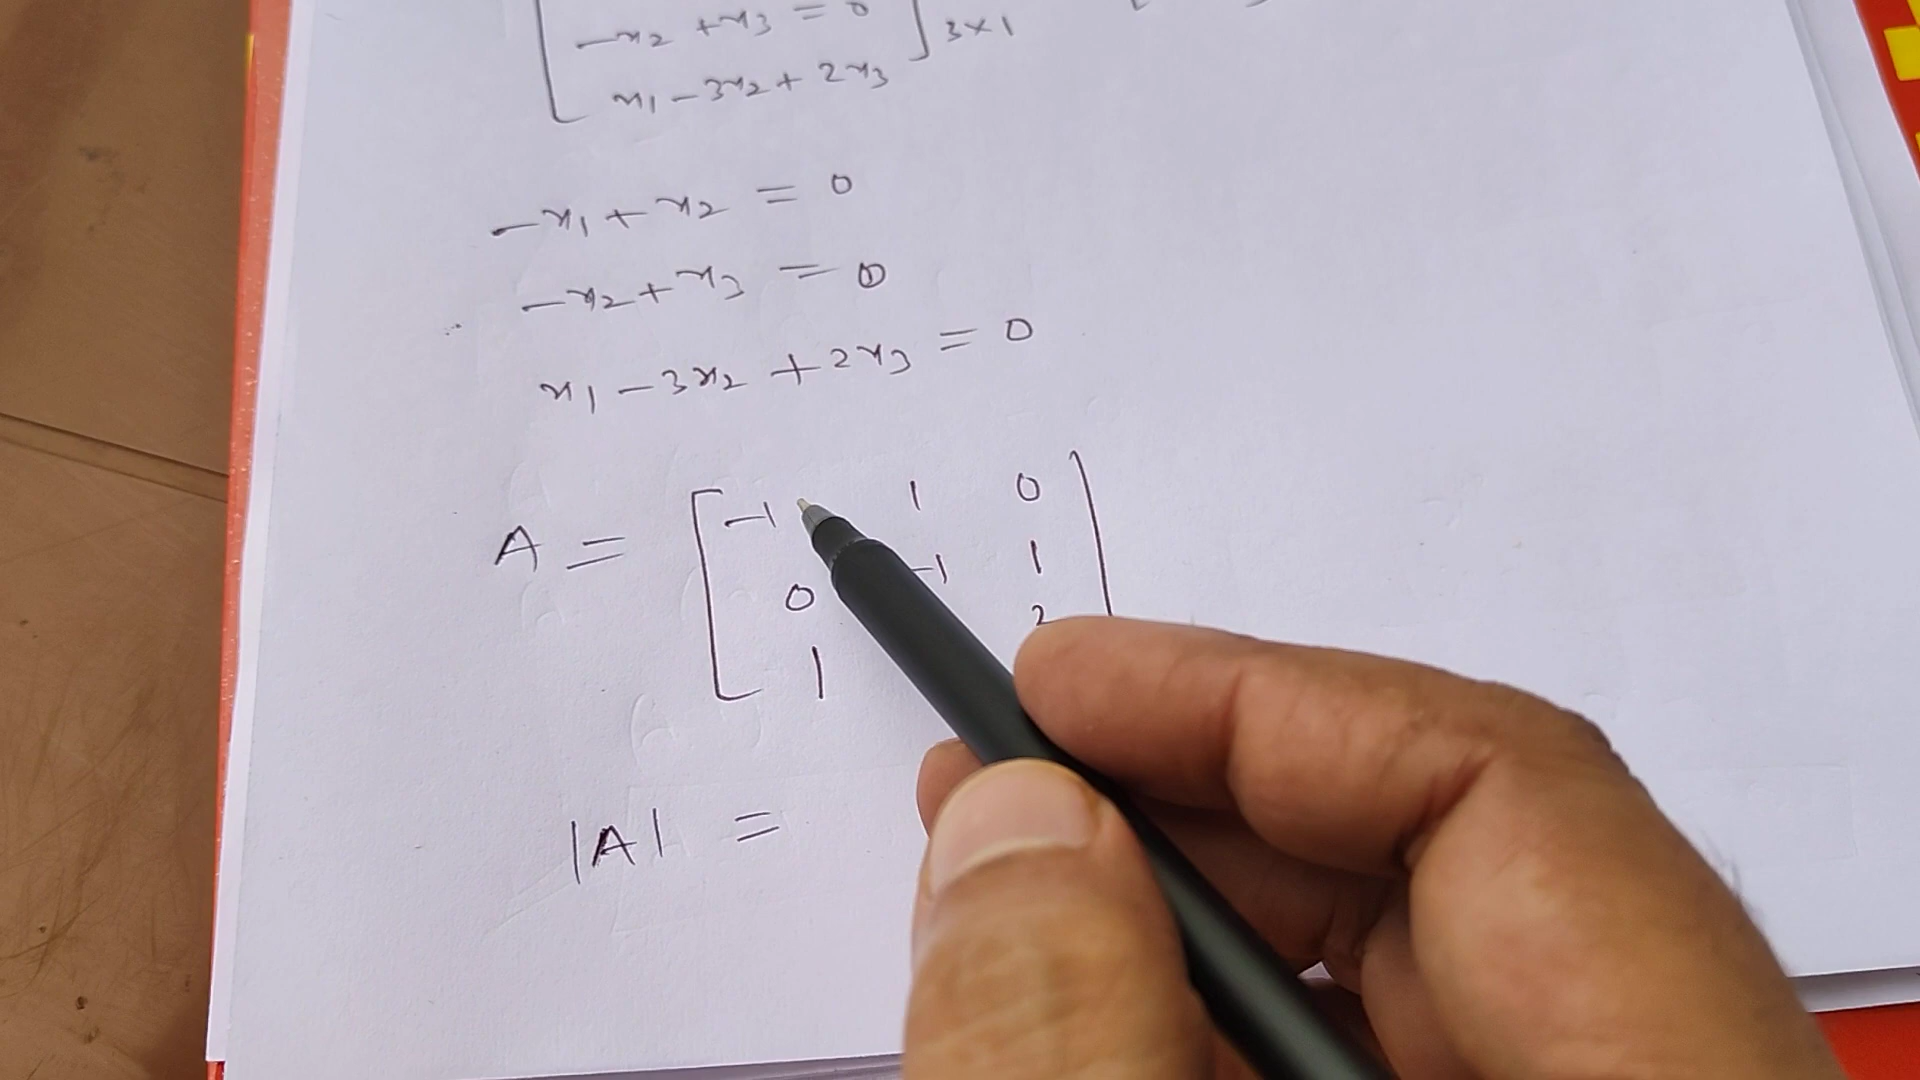 -x2 + x3 = 0
x1 - 3x2 + 2x3 ] 3×1
-x1 + x2 = 0
-x2 + x3 = 0
x1 - 3x2 + 2x3 = 0
A = [ -1 1 0
0 -1 1
1 2
|A| =